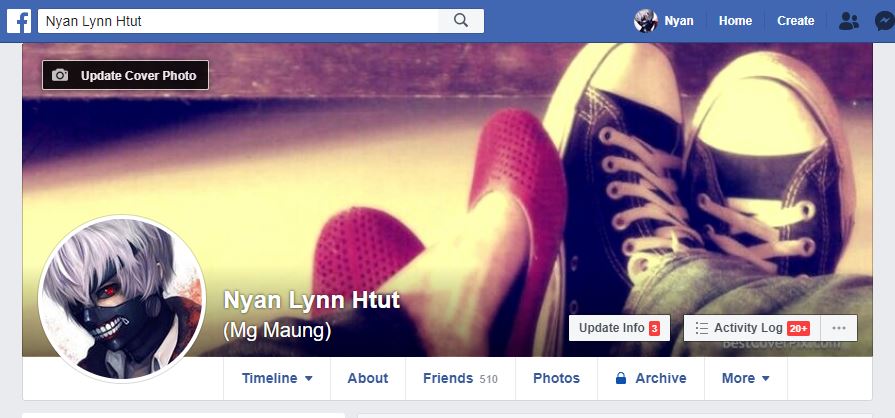 f Nyan Lynn Htut Nyan Home Create
Update Cover Photo
Nyan Lynn Htut
(Mg Maung)
Update Info 3 Activity Log 20+ ...
BestCoverPix.com
Timeline About Friends 510 Photos Archive More